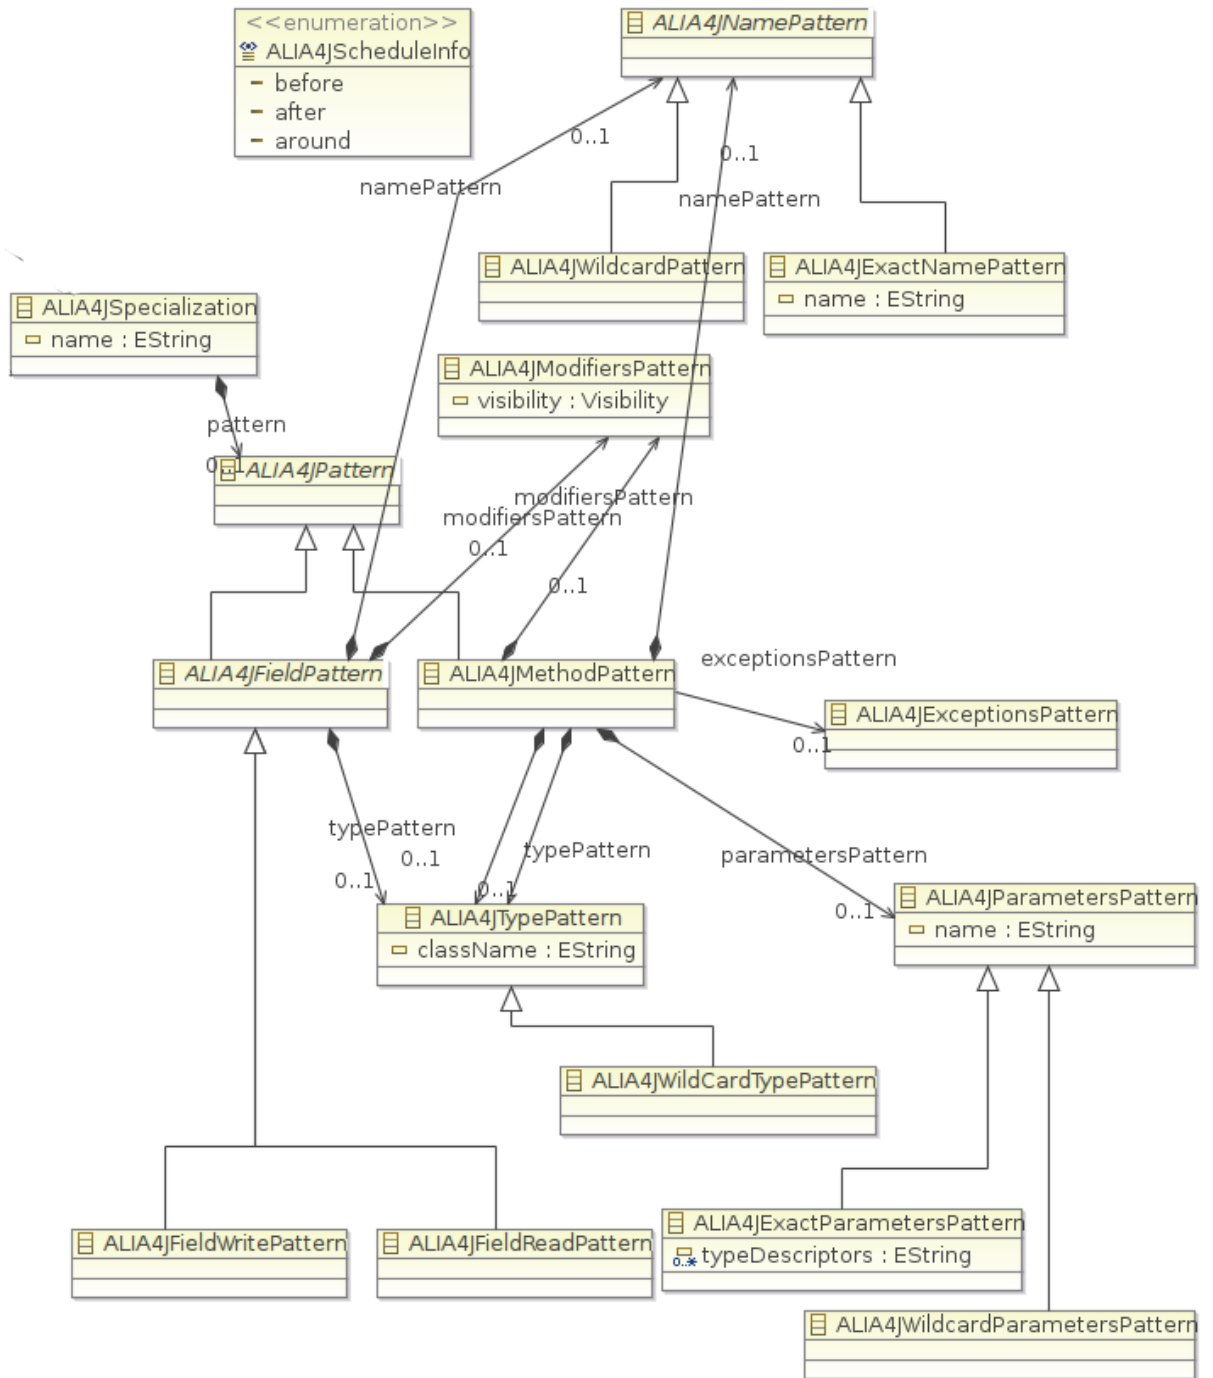 <<enumeration>>
ALIA4JScheduleInfo
before
after
around
ALIA4JNamePattern
0..1
namePattern
0..1
namePattern
ALIA4JWildcardPattern
ALIA4JExactNamePattern
name : EString
ALIA4JSpecialization
name : EString
pattern
0..1
ALIA4JModifiersPattern
visibility : Visibility
ALIA4JPattern
modifiersPattern
modifiersPattern
0..1
0..1
ALIA4JFieldPattern
ALIA4JMethodPattern
exceptionsPattern
ALIA4JExceptionsPattern
0..1
typePattern
0..1
0..1
typePattern
0..1
parametersPattern
0..1
ALIA4JParametersPattern
name : EString
ALIA4JTypePattern
className : EString
ALIA4JWildCardTypePattern
ALIA4JFieldWritePattern
ALIA4JFieldReadPattern
ALIA4JExactParametersPattern
0..* typeDescriptors : EString
ALIA4JWildcardParametersPattern